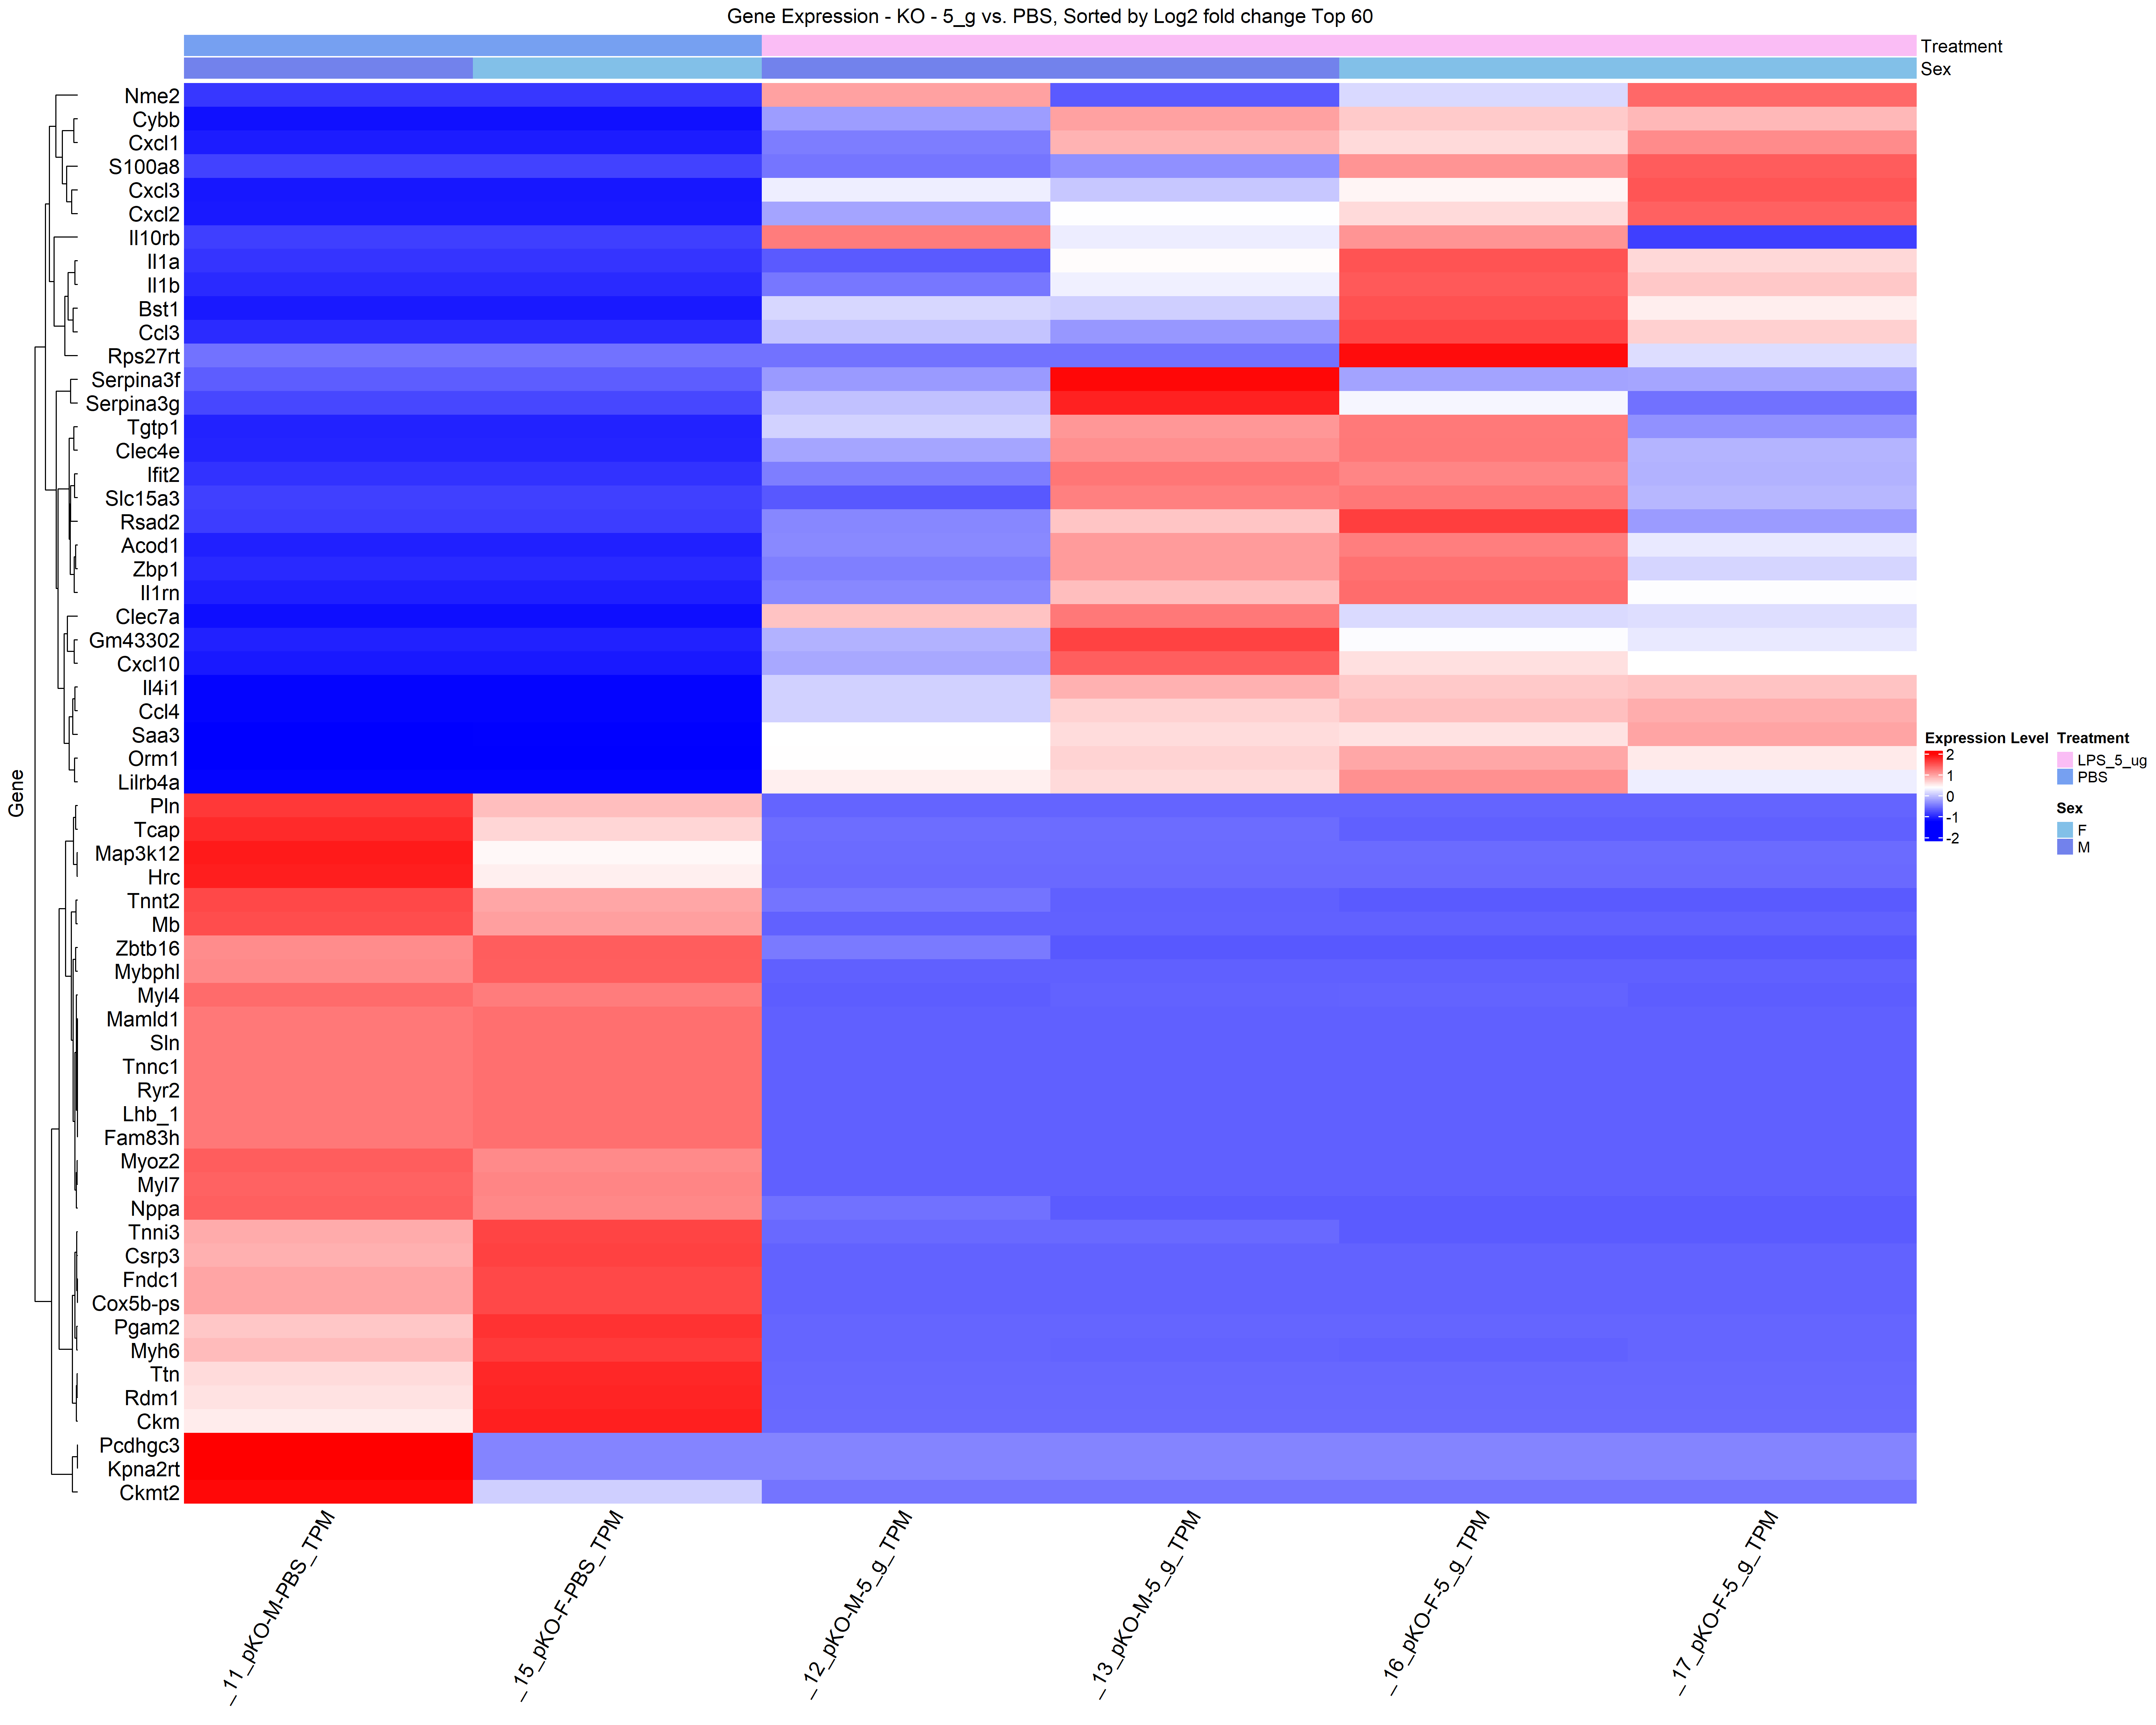 Gene Expression - KO - 5_g vs. PBS, Sorted by Log2 fold change Top 60
Treatment
Sex
Nme2
Cybb
Cxcl1
S100a8
Cxcl3
Cxcl2
Il10rb
Il1a
Il1b
Bst1
Ccl3
Rps27rt
Serpina3f
Serpina3g
Tgtp1
Clec4e
Ifit2
Slc15a3
Rsad2
Acod1
Zbp1
Il1rn
Clec7a
Gm43302
Cxcl10
Il4i1
Ccl4
Saa3
Orm1
Lilrb4a
Pln
Tcap
Map3k12
Hrc
Tnnt2
Mb
Zbtb16
Mybphl
Myl4
Mamld1
Sln
Tnnc1
Ryr2
Lhb_1
Fam83h
Myoz2
Myl7
Nppa
Tnni3
Csrp3
Fndc1
Cox5b-ps
Pgam2
Myh6
Ttn
Rdm1
Ckm
Pcdhgc3
Kpna2rt
Ckmt2
Gene
_11_pKO-M-PBS_TPM
_15_pKO-F-PBS_TPM
_12_pKO-M-5_g_TPM
_13_pKO-M-5_g_TPM
_16_pKO-F-5_g_TPM
_17_pKO-F-5_g_TPM
Expression Level
2
1
0
-1
-2
Treatment
LPS_5_ug
PBS
Sex
F
M